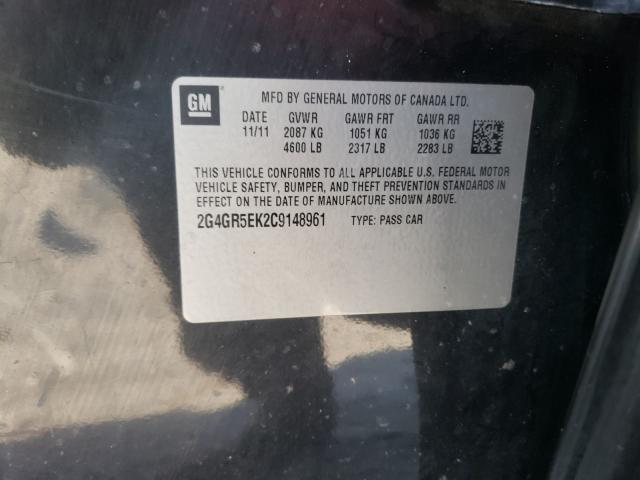 GM
MFD BY GENERAL MOTORS OF CANADA LTD.
DATE GVWR GAWR FRT GAWR RR
11/11 2087 KG 1051 KG 1036 KG
4600 LB 2317 LB 2283 LB
THIS VEHICLE CONFORMS TO ALL APPLICABLE U.S. FEDERAL MOTOR
VEHICLE SAFETY, BUMPER, AND THEFT PREVENTION STANDARDS IN
EFFECT ON THE DATE OF MANUFACTURE SHOWN ABOVE.
2G4GR5EK2C9148961 TYPE: PASS CAR